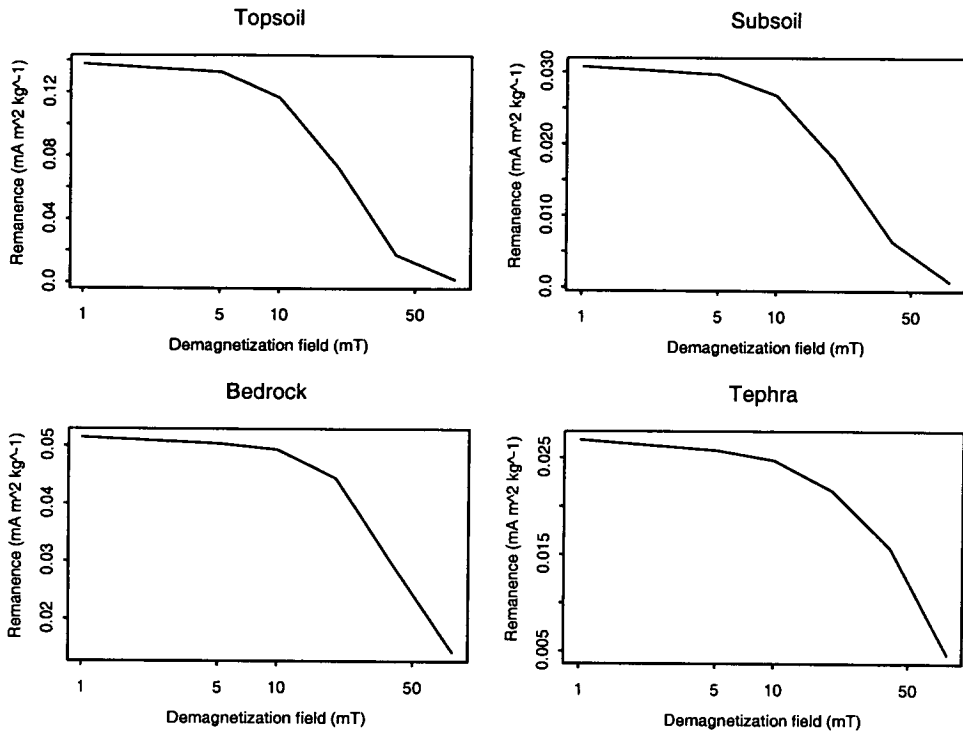 Topsoil
Remanence (mA m^2 kg^-1)
0.12
0.08
0.04
0.0
1 5 10 50
Demagnetization field (mT)
Subsoil
Remanence (mA m^2 kg^-1)
0.030
0.020
0.010
0.0
1 5 10 50
Demagnetization field (mT)
Bedrock
Remanence (mA m^2 kg^-1)
0.05
0.04
0.03
0.02
1 5 10 50
Demagnetization field (mT)
Tephra
Remanence (mA m^2 kg^-1)
0.025
0.015
0.005
1 5 10 50
Demagnetization field (mT)